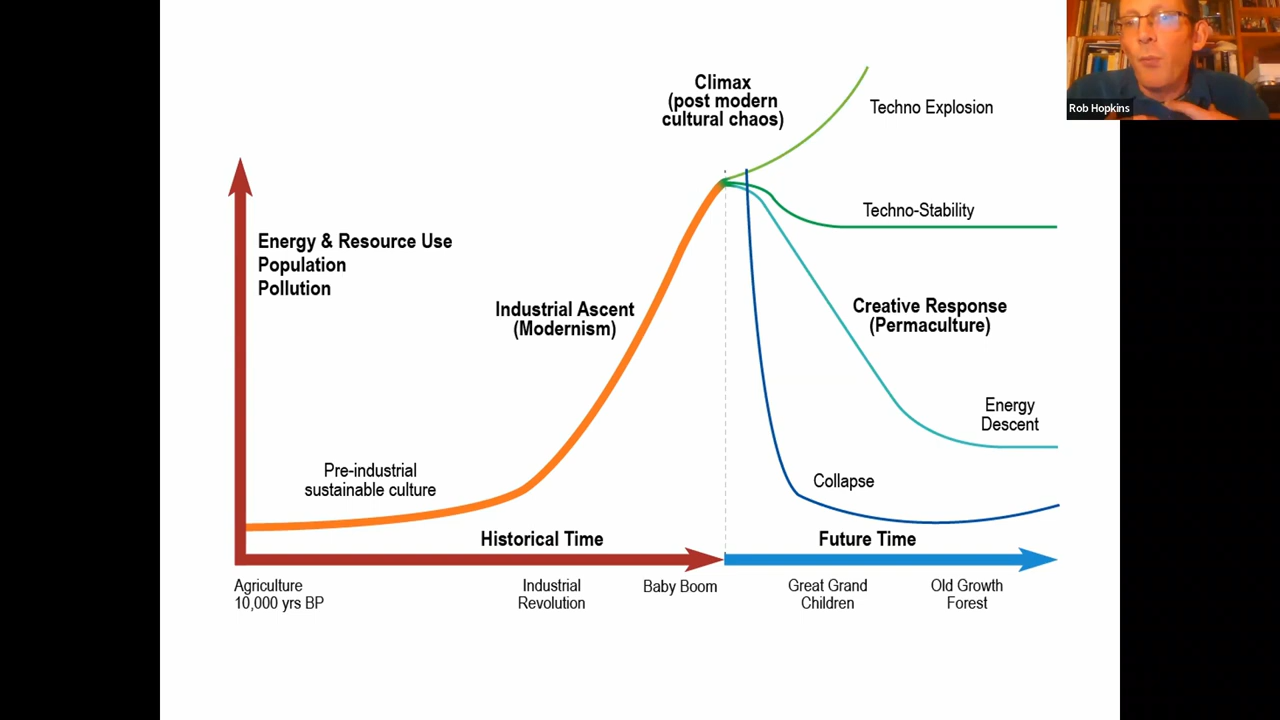 Rob Hopkins
Climax
(post modern
cultural chaos)
Techno Explosion
Techno-Stability
Energy & Resource Use
Population
Pollution
Industrial Ascent
(Modernism)
Creative Response
(Permaculture)
Energy
Descent
Pre-industrial
sustainable culture
Collapse
Historical Time
Future Time
Agriculture
10,000 yrs BP
Industrial
Revolution
Baby Boom
Great Grand
Children
Old Growth
Forest